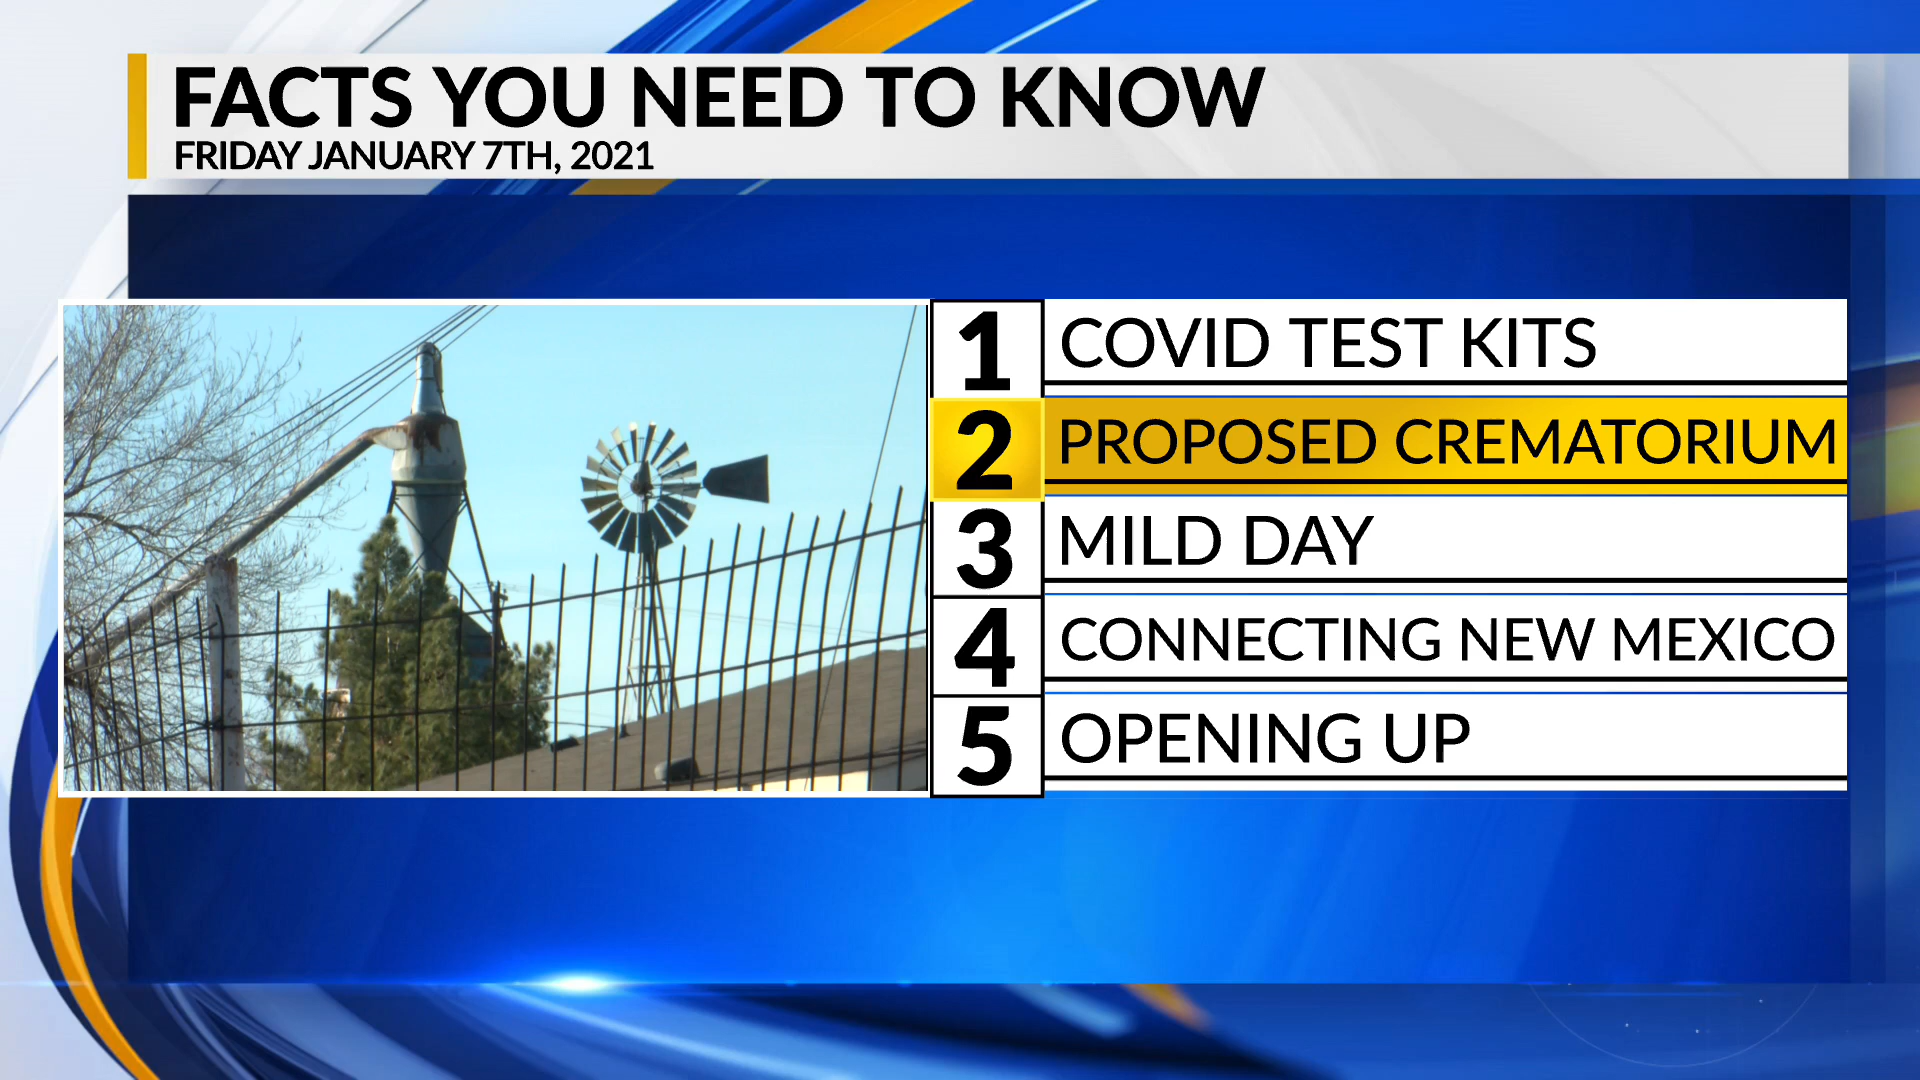 FACTS YOU NEED TO KNOW
FRIDAY JANUARY 7TH, 2021
1 COVID TEST KITS
2 PROPOSED CREMATORIUM
3 MILD DAY
4 CONNECTING NEW MEXICO
5 OPENING UP